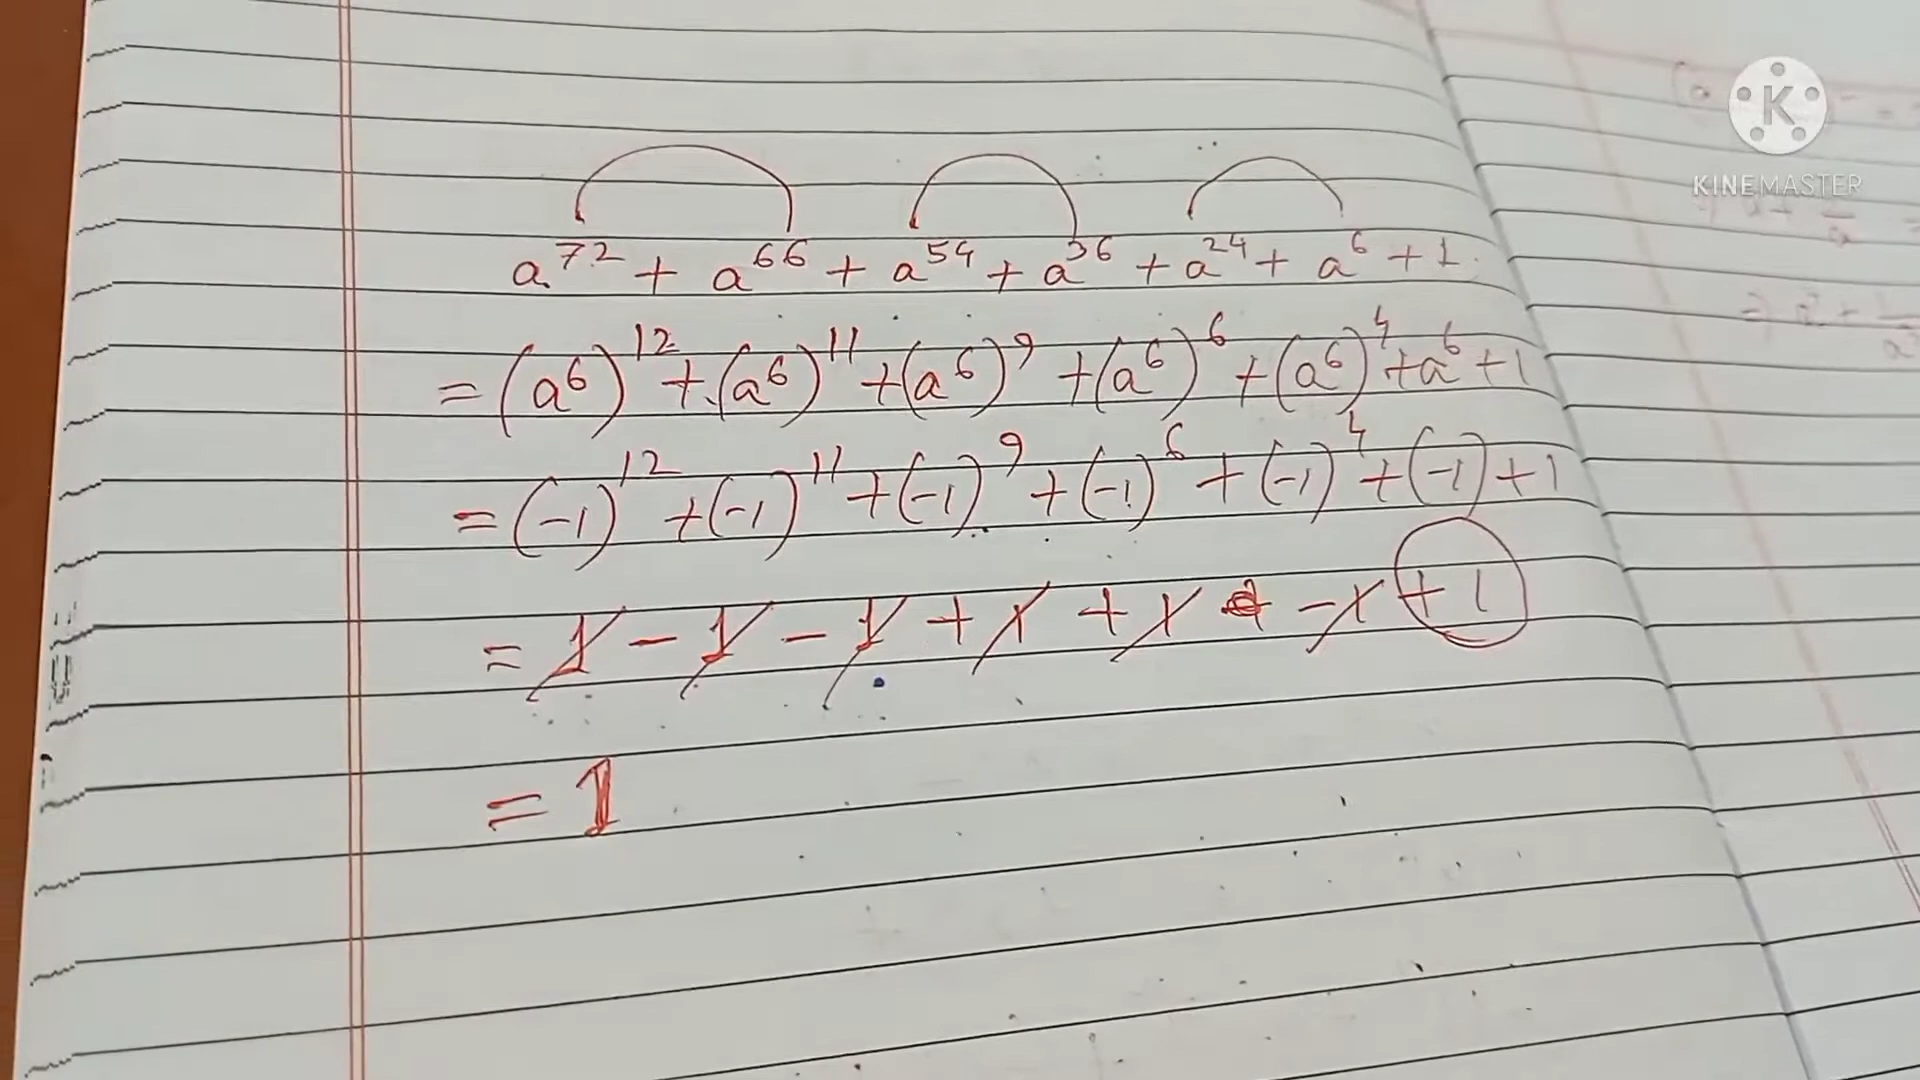 a^72 + a^66 + a^54 + a^36 + a^24 + a^6 + 1
= (a^6)^12 + (a^6)^11 + (a^6)^9 + (a^6)^6 + (a^6)^4 + a^6 + 1
= (-1)^12 + (-1)^11 + (-1)^9 + (-1)^6 + (-1)^4 + (-1) + 1
= 1 - 1 - 1 + 1 + 1 - 1 + 1
= 1
K
KINEMASTER